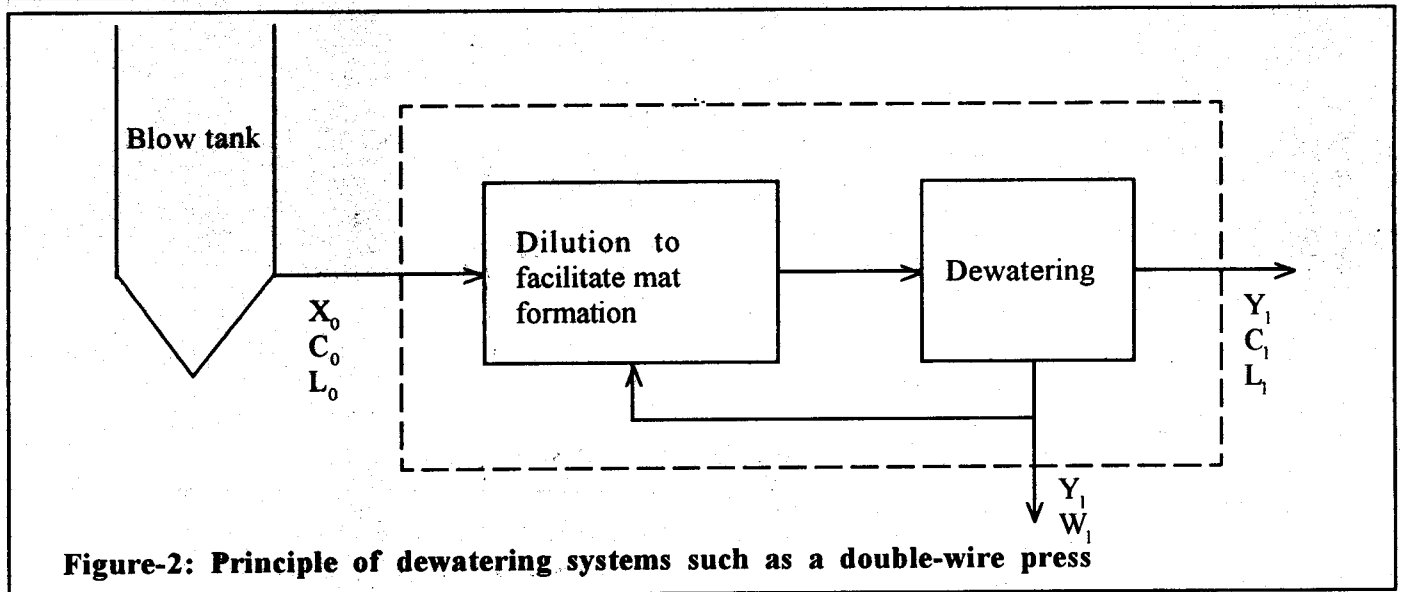 Blow tank
X₀
C₀
L₀
Dilution to
facilitate mat
formation
Dewatering
Y₁
C₁
L₁
Y₁
W₁
Figure-2: Principle of dewatering systems such as a double-wire press